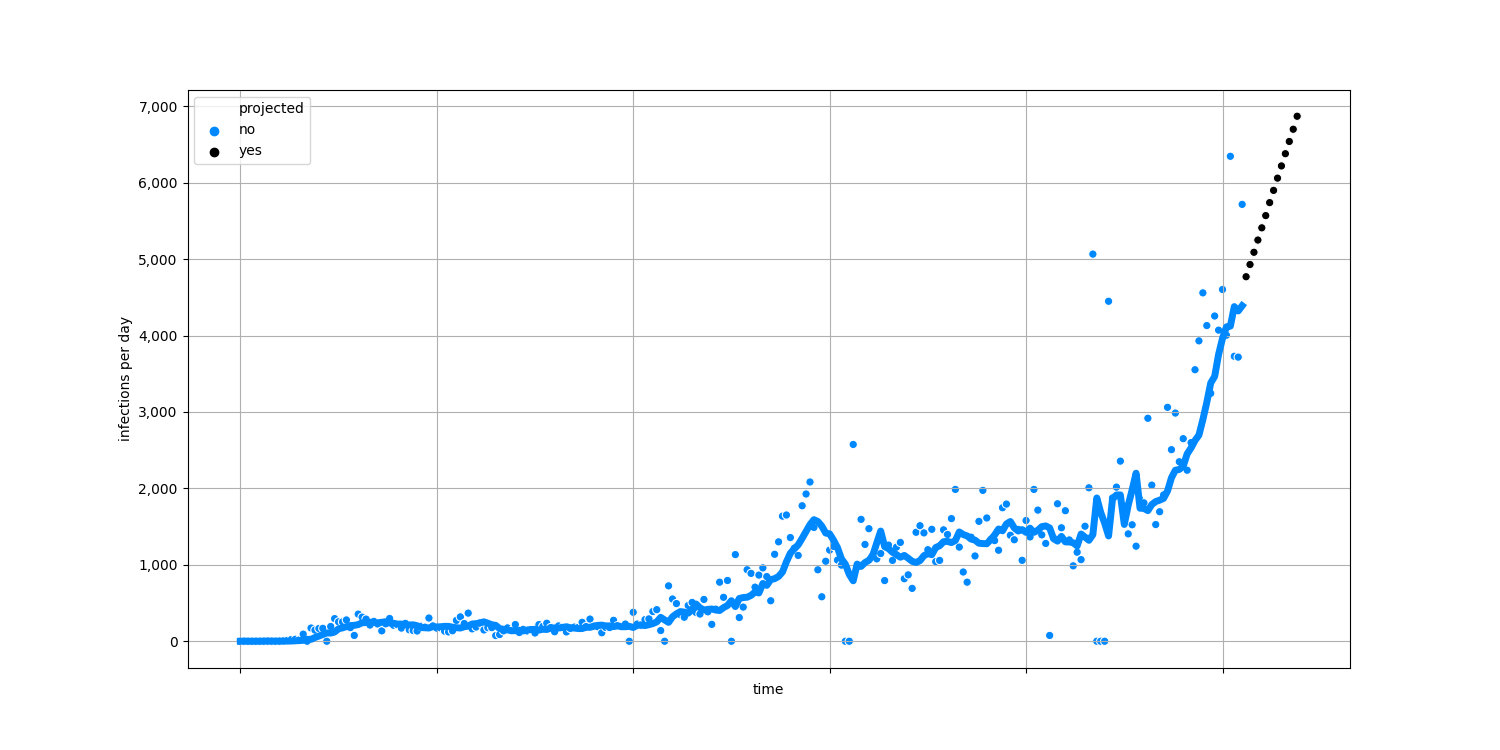 projected
no
yes
7,000
6,000
5,000
4,000
3,000
2,000
1,000
0
infections per day
time